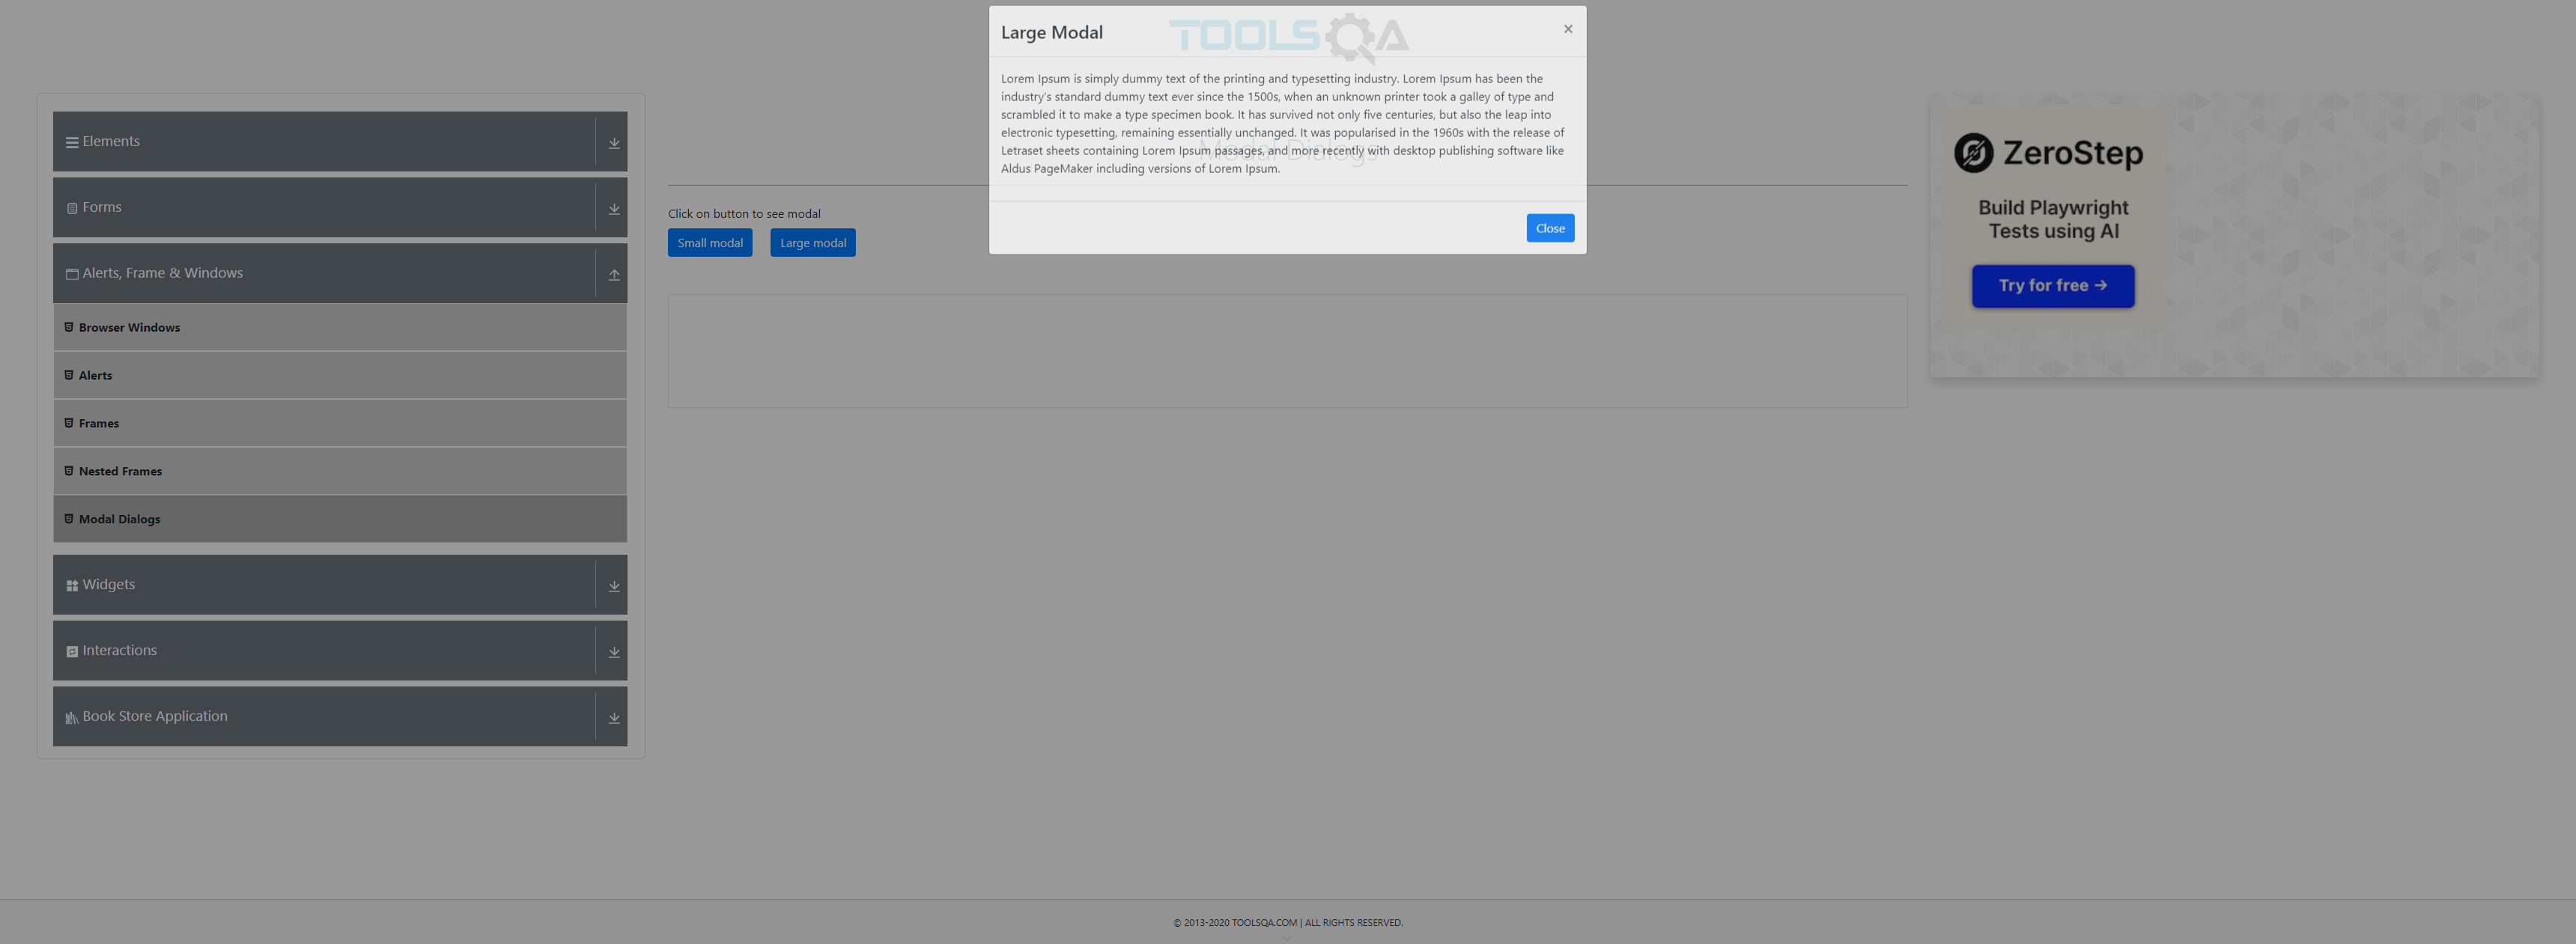 Large Modal
×
TOOLSQA
Lorem Ipsum is simply dummy text of the printing and typesetting industry. Lorem Ipsum has been the
industry's standard dummy text ever since the 1500s, when an unknown printer took a galley of type and
scrambled it to make a type specimen book. It has survived not only five centuries, but also the leap into
electronic typesetting, remaining essentially unchanged. It was popularised in the 1960s with the release of
Letraset sheets containing Lorem Ipsum passages, and more recently with desktop publishing software like
Aldus PageMaker including versions of Lorem Ipsum.
Modal Dialogs
Close
Elements
Forms
Alerts, Frame & Windows
Browser Windows
Alerts
Frames
Nested Frames
Modal Dialogs
Widgets
Interactions
Book Store Application
Click on button to see modal
Small modal
Large modal
ZeroStep
Build Playwright
Tests using AI
Try for free →
© 2013-2020 TOOLSQA.COM | ALL RIGHTS RESERVED.